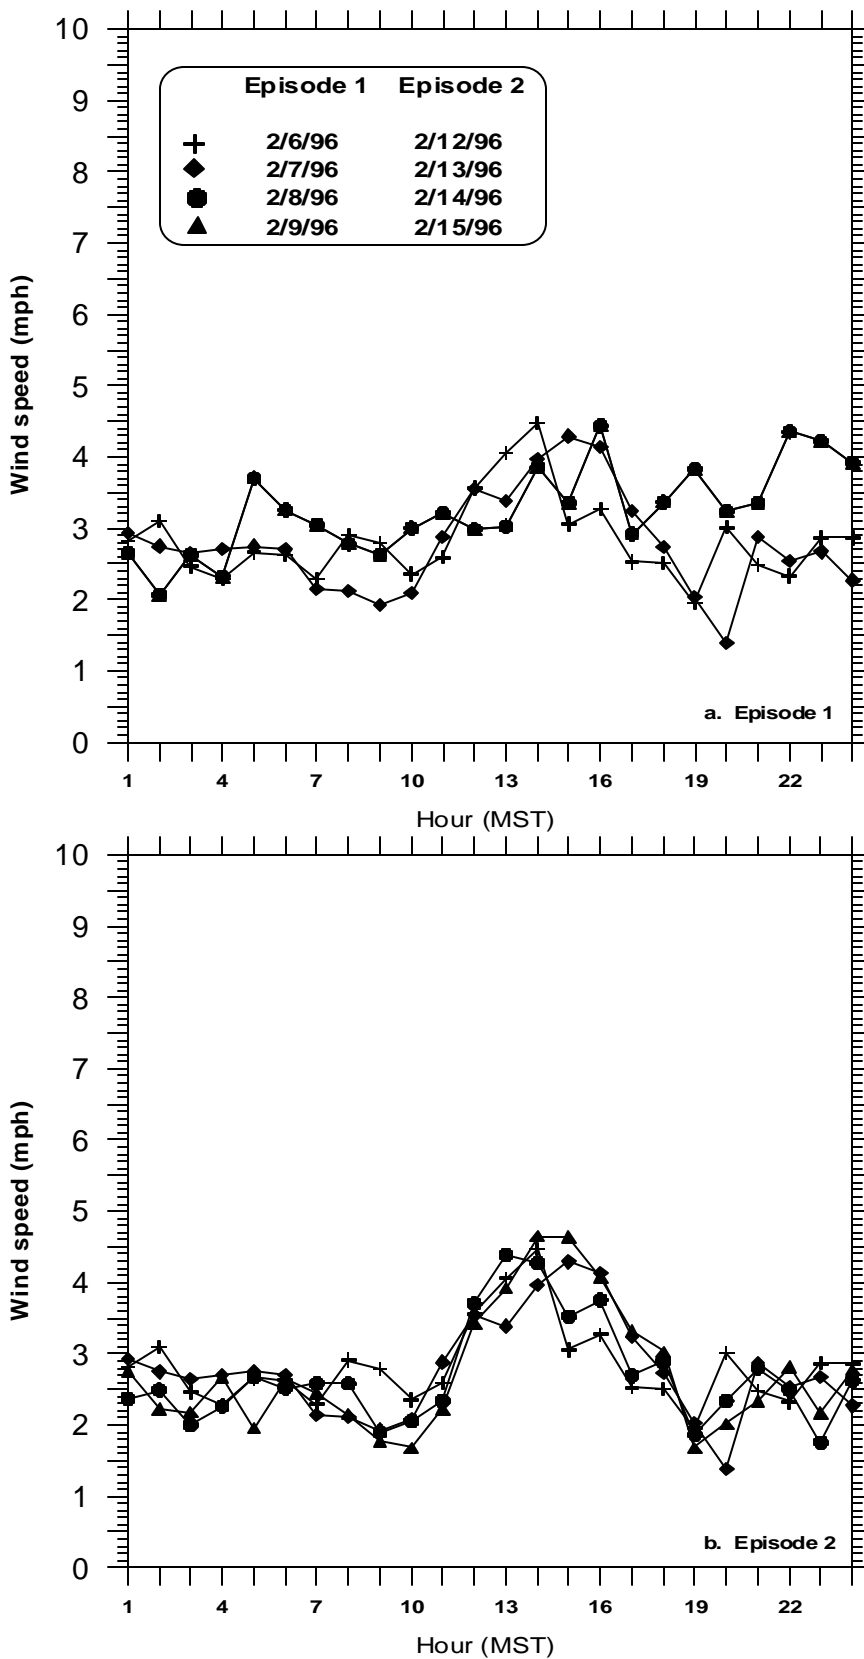 10
9
8
7
6
5
4
3
2
1
0
Wind speed (mph)
Episode 1 Episode 2
2/6/96 2/12/96
2/7/96 2/13/96
2/8/96 2/14/96
2/9/96 2/15/96
a. Episode 1
1 4 7 10 13 16 19 22
Hour (MST)
10
9
8
7
6
5
4
3
2
1
0
Wind speed (mph)
b. Episode 2
1 4 7 10 13 16 19 22
Hour (MST)